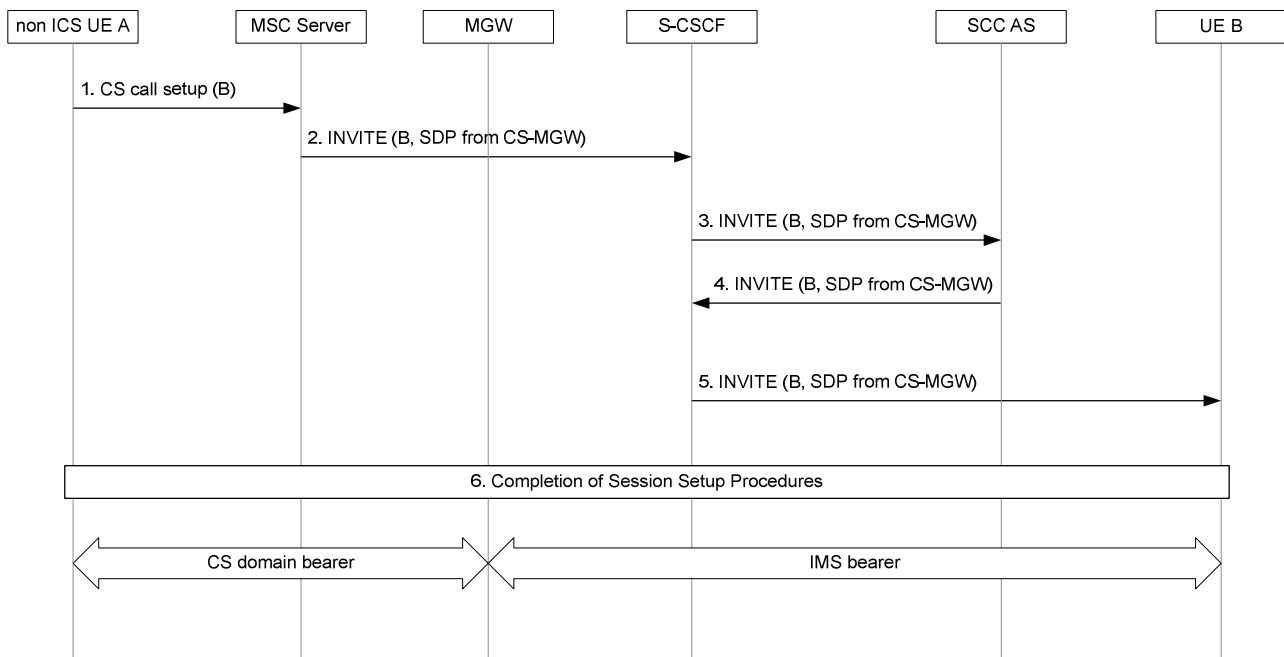 non ICS UE A
MSC Server
MGW
S-CSCF
SCC AS
UE B
1. CS call setup (B)
2. INVITE (B, SDP from CS-MGW)
3. INVITE (B, SDP from CS-MGW)
4. INVITE (B, SDP from CS-MGW)
5. INVITE (B, SDP from CS-MGW)
6. Completion of Session Setup Procedures
CS domain bearer
IMS bearer